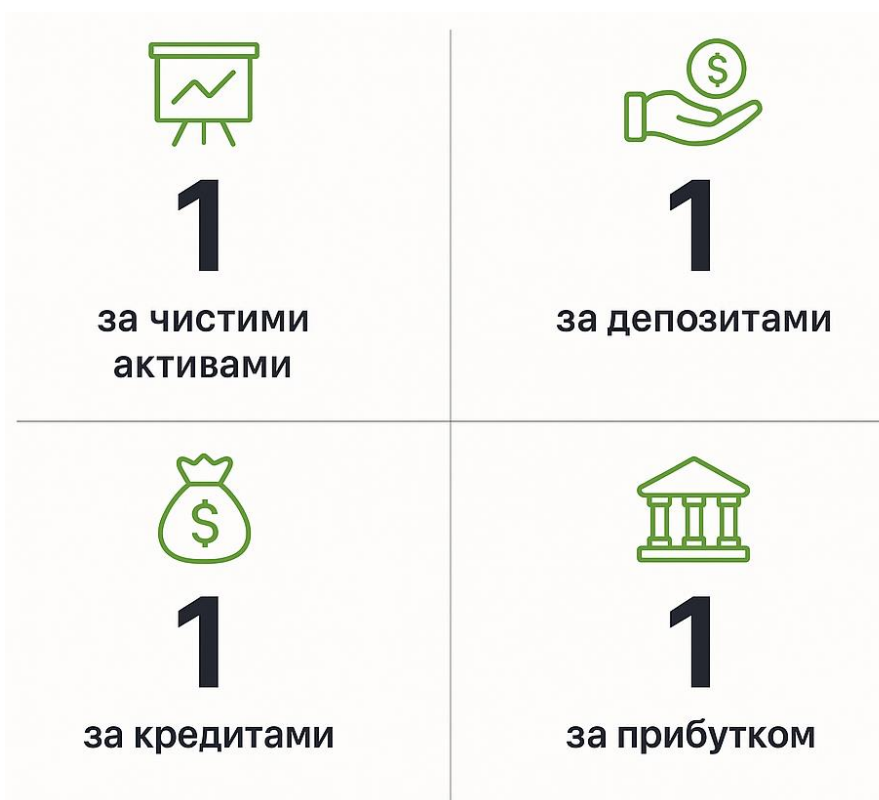 1
за чистими
активами
1
за депозитами
1
за кредитами
1
за прибутком